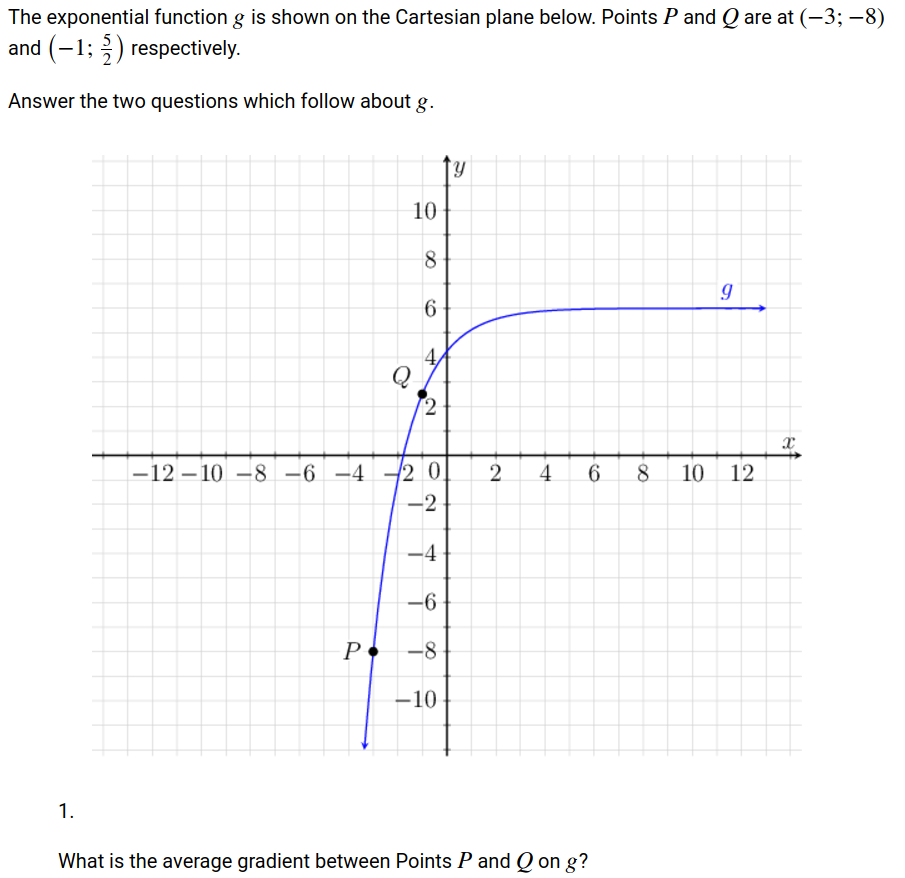 The exponential function g is shown on the Cartesian plane below. Points P and Q are at (−3; −8)
and (−1; 5/2) respectively.
Answer the two questions which follow about g.
y
10
8
g
6
4
Q
2
x
−12 −10 −8 −6 −4 −2 0 2 4 6 8 10 12
−2
−4
−6
P −8
−10
1.
What is the average gradient between Points P and Q on g?